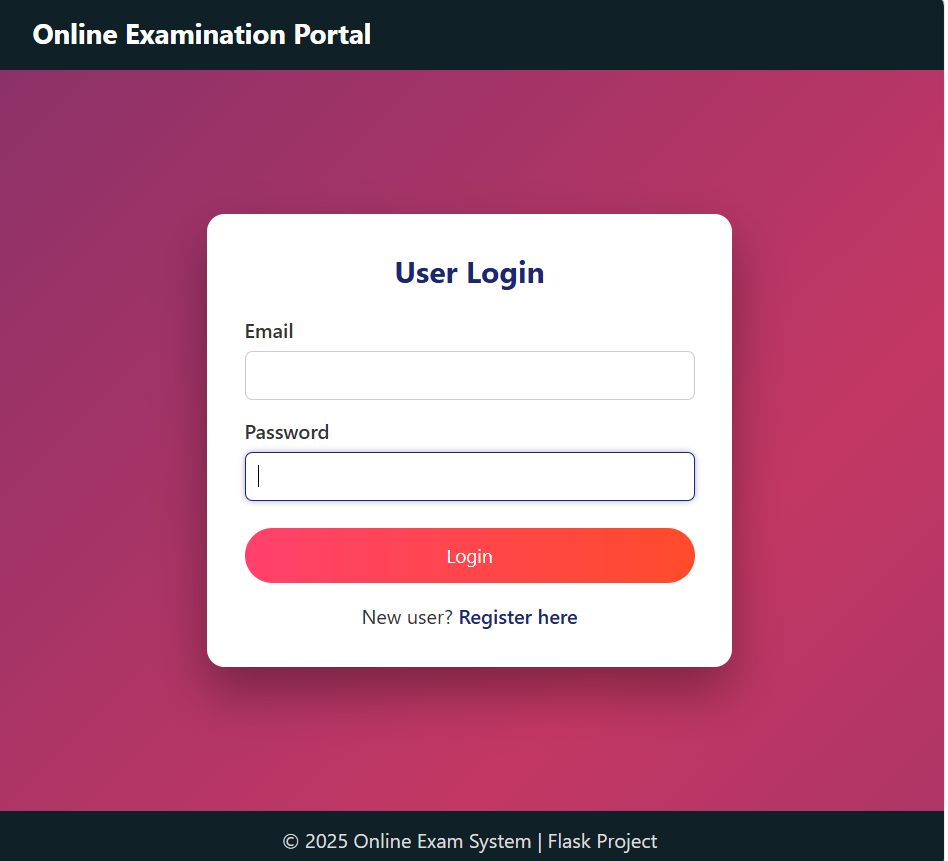 Online Examination Portal
User Login
Email
Password
Login
New user? Register here
© 2025 Online Exam System | Flask Project